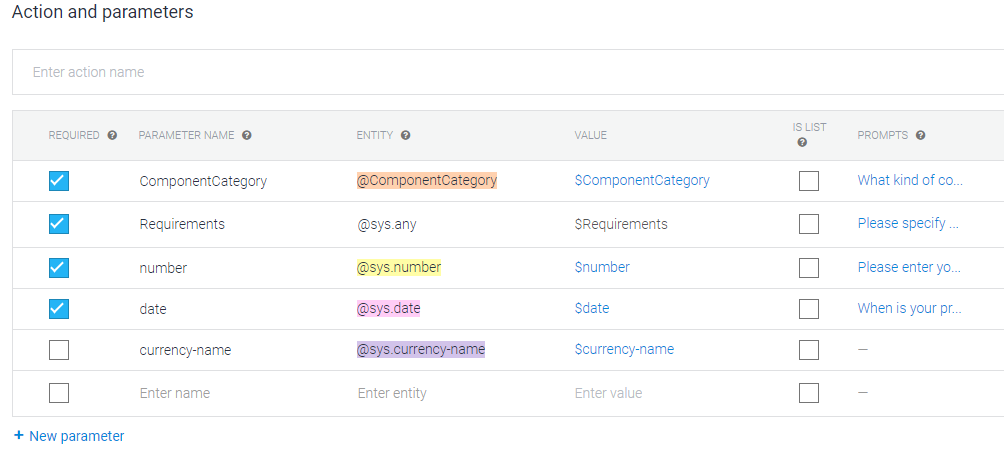 Action and parameters
Enter action name
REQUIRED PARAMETER NAME ENTITY VALUE IS LIST PROMPTS
ComponentCategory @ComponentCategory $ComponentCategory What kind of co...
Requirements @sys.any $Requirements Please specify ...
number @sys.number $number Please enter yo...
date @sys.date $date When is your pr...
currency-name @sys.currency-name $currency-name —
Enter name Enter entity Enter value —
+ New parameter